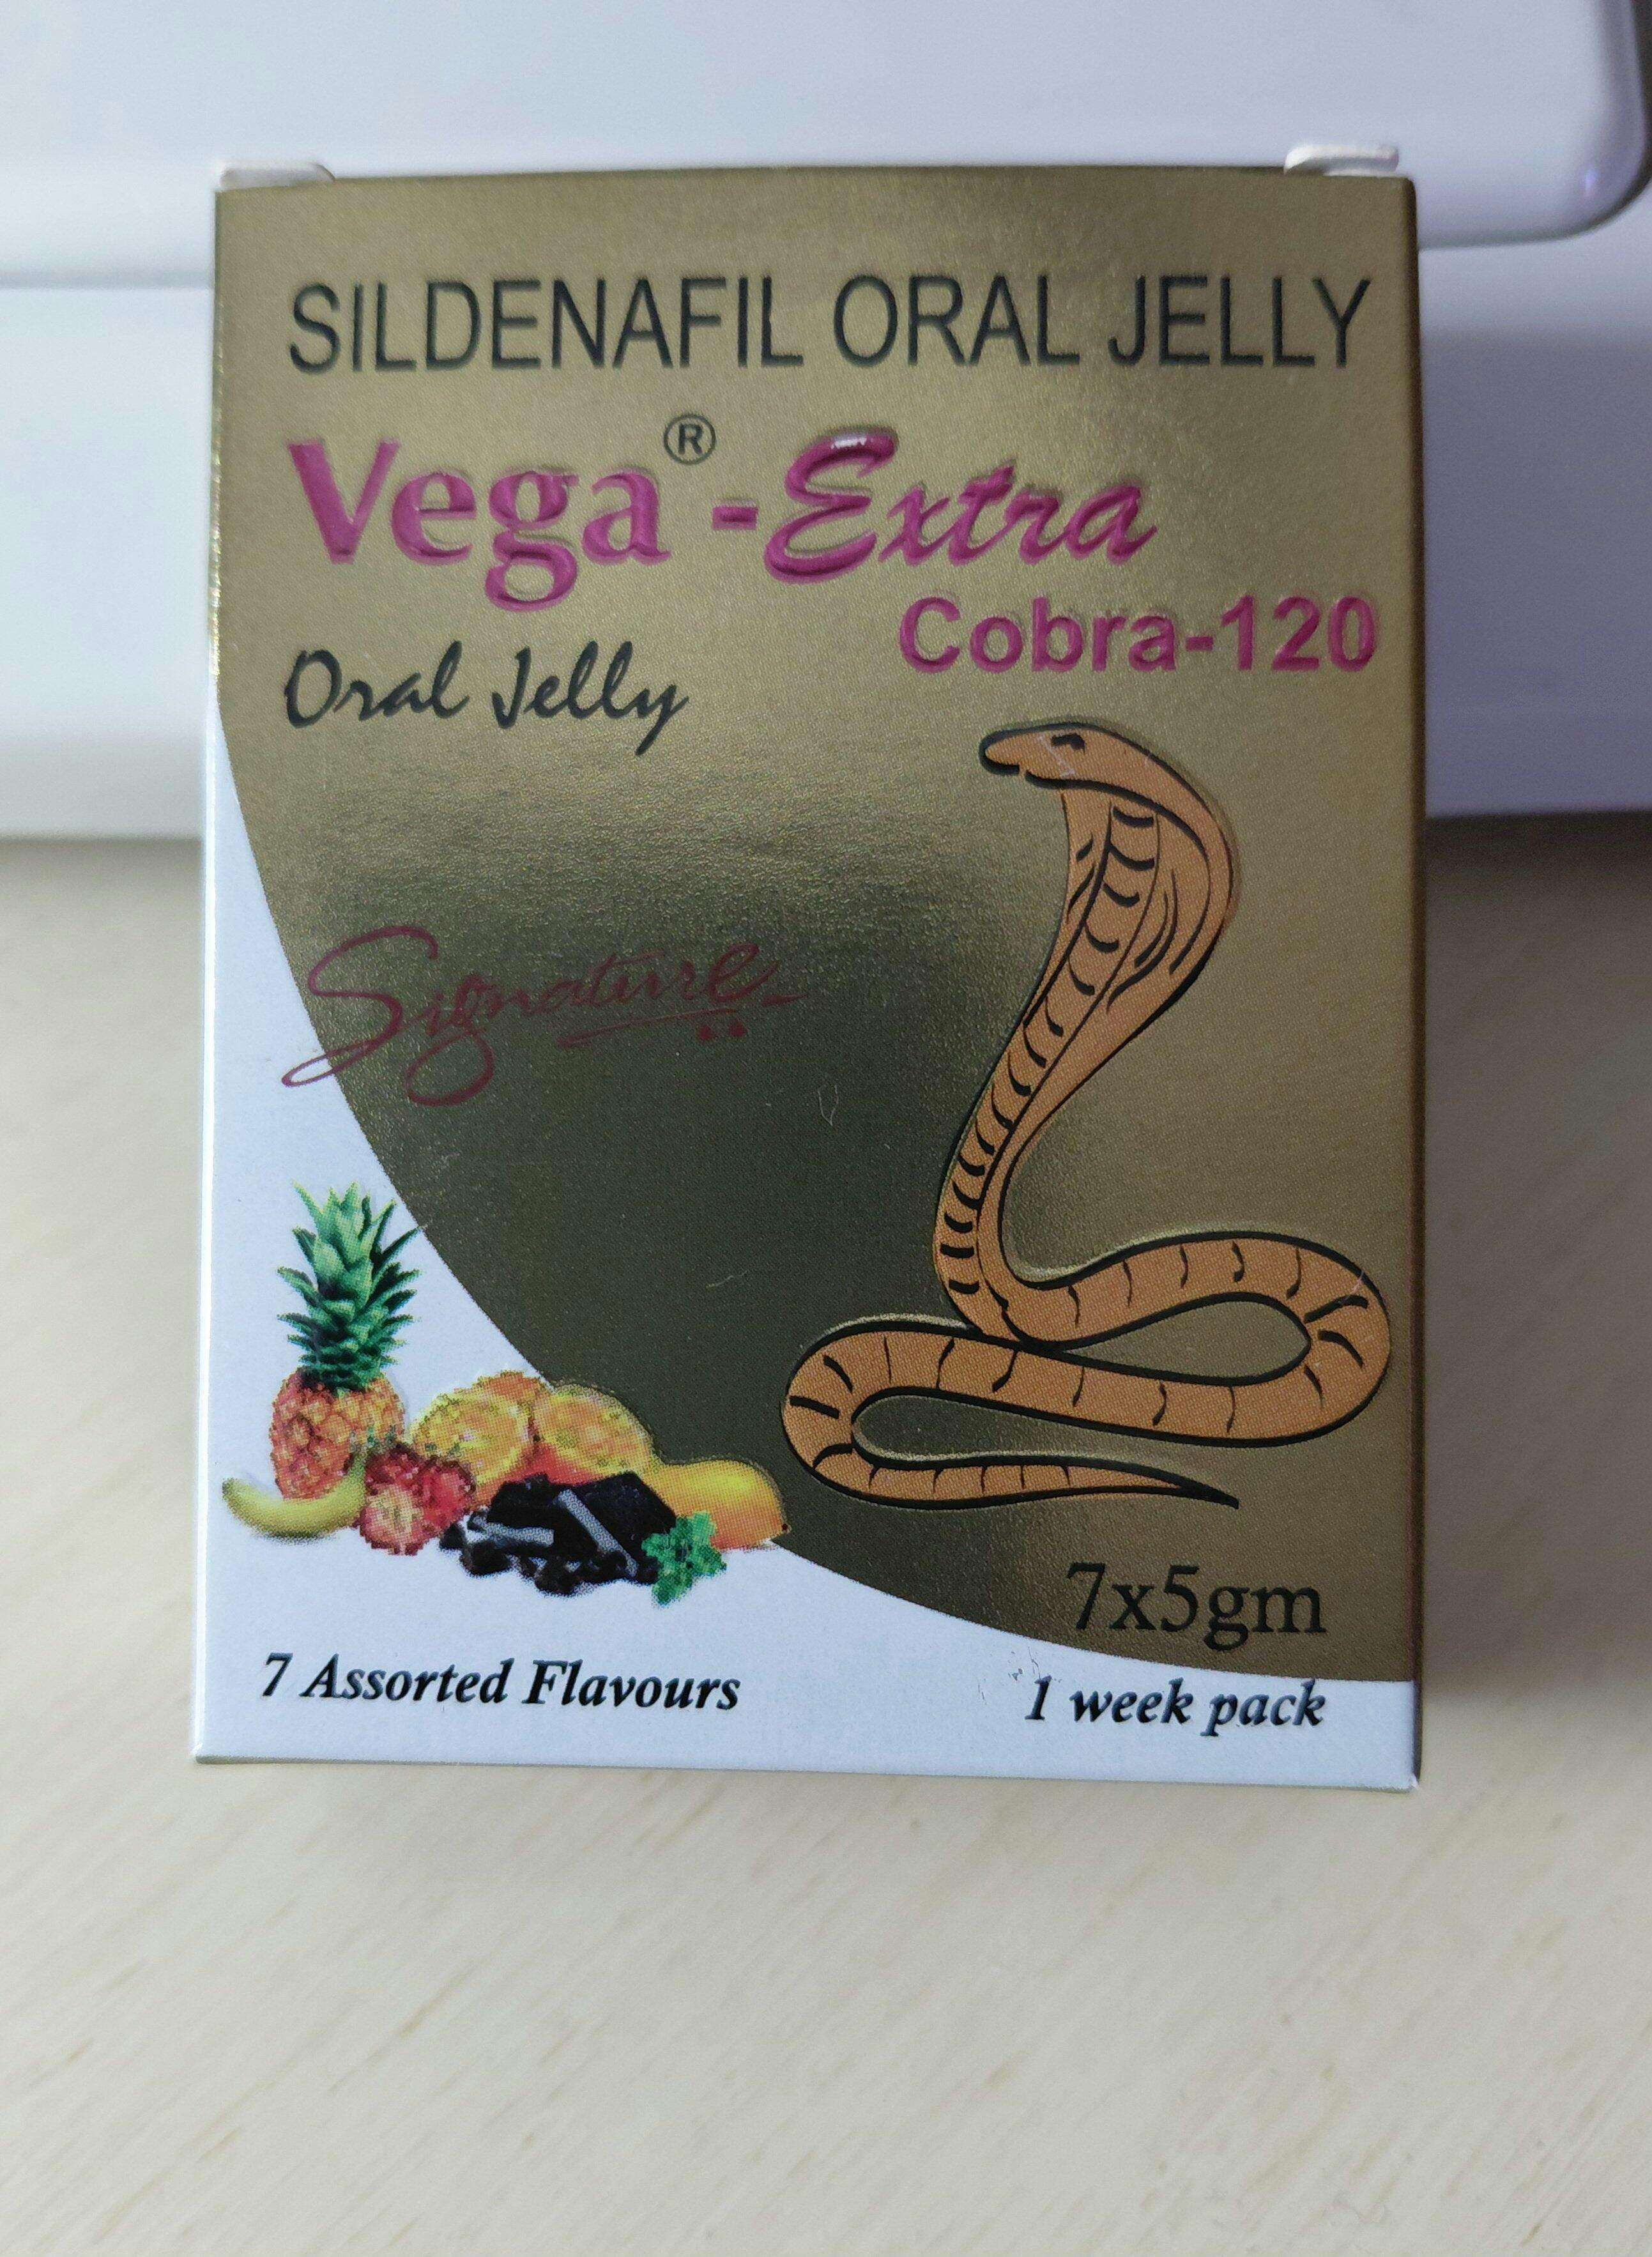 SILDENAFIL ORAL JELLY
Vega®-Extra
Cobra-120
Oral Jelly
Signature
7x5gm
7 Assorted Flavours
1 week pack